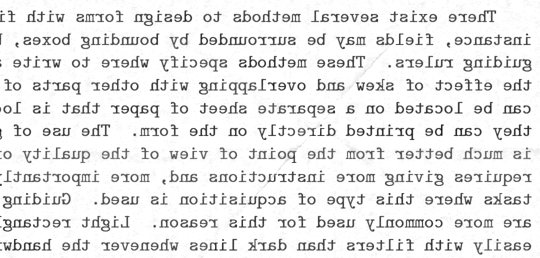 There exist several methods to design forms with fi
instance, fields may be surrounded by bounding boxes,
guiding rulers. These methods specify where to write
the effect of skew and overlapping with other parts of
can be located on a separate sheet of paper that is lo
they can be printed directly on the form. The use of
is much better from the point of view of the quality o
requires giving more instructions and, more importantly
tasks where this type of acquisition is used. Guiding
are more commonly used for this reason. Light rectangl
easily with filters than dark lines whenever the handw